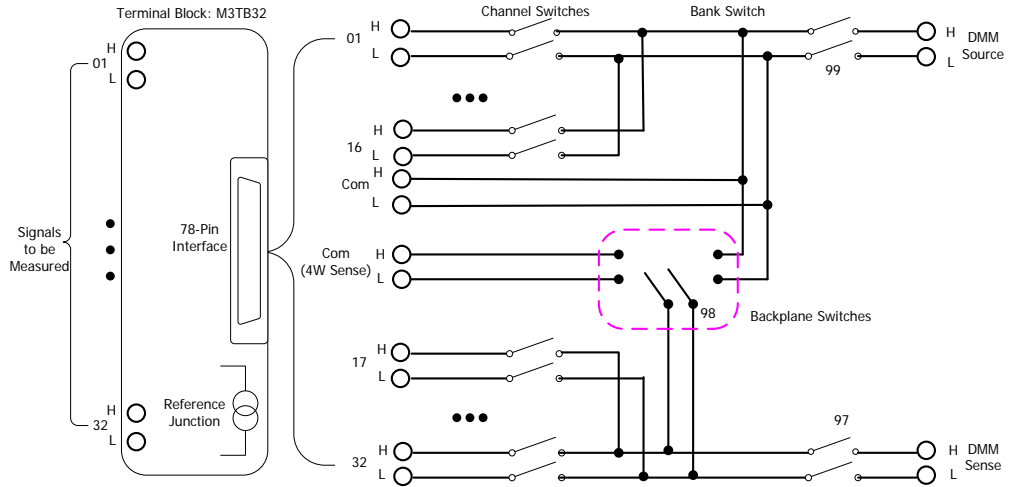 Terminal Block: M3TB32
Channel Switches
Bank Switch
H
01
L
Signals
to be
Measured
78-Pin
Interface
Reference
Junction
H
32
L
01
H
L
16
H
L
Com
H
L
Com
(4W Sense)
H
L
17
H
L
32
H
L
99
98
Backplane Switches
97
H
L
DMM
Source
H
L
DMM
Sense